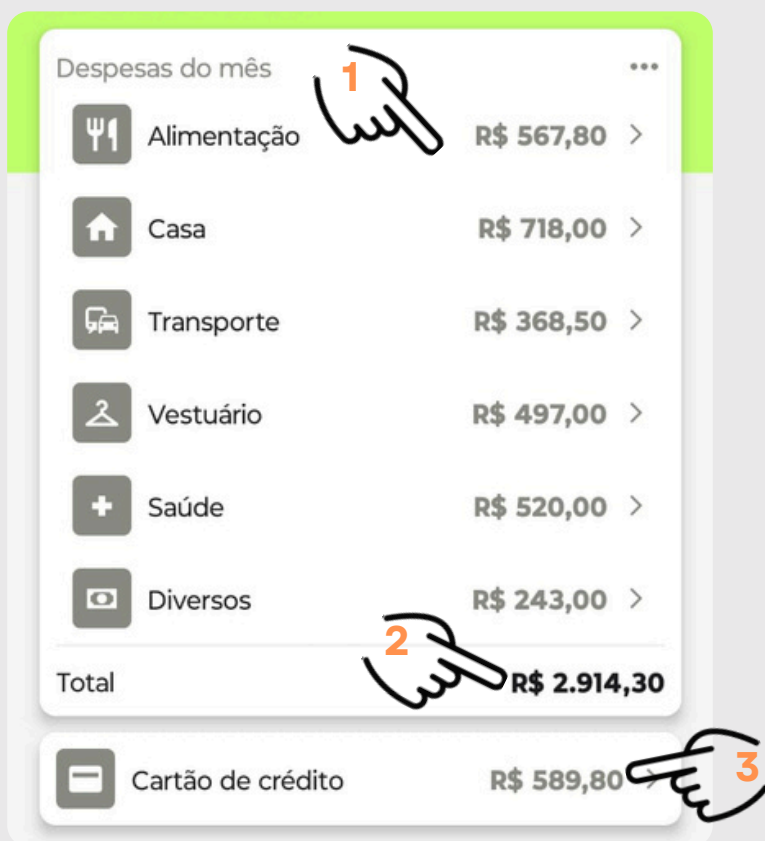 Despesas do mês
1
•••
Alimentação R$ 567,80 >
Casa R$ 718,00 >
Transporte R$ 368,50 >
Vestuário R$ 497,00 >
Saúde R$ 520,00 >
Diversos R$ 243,00 >
2
Total R$ 2.914,30
Cartão de crédito R$ 589,80 >
3